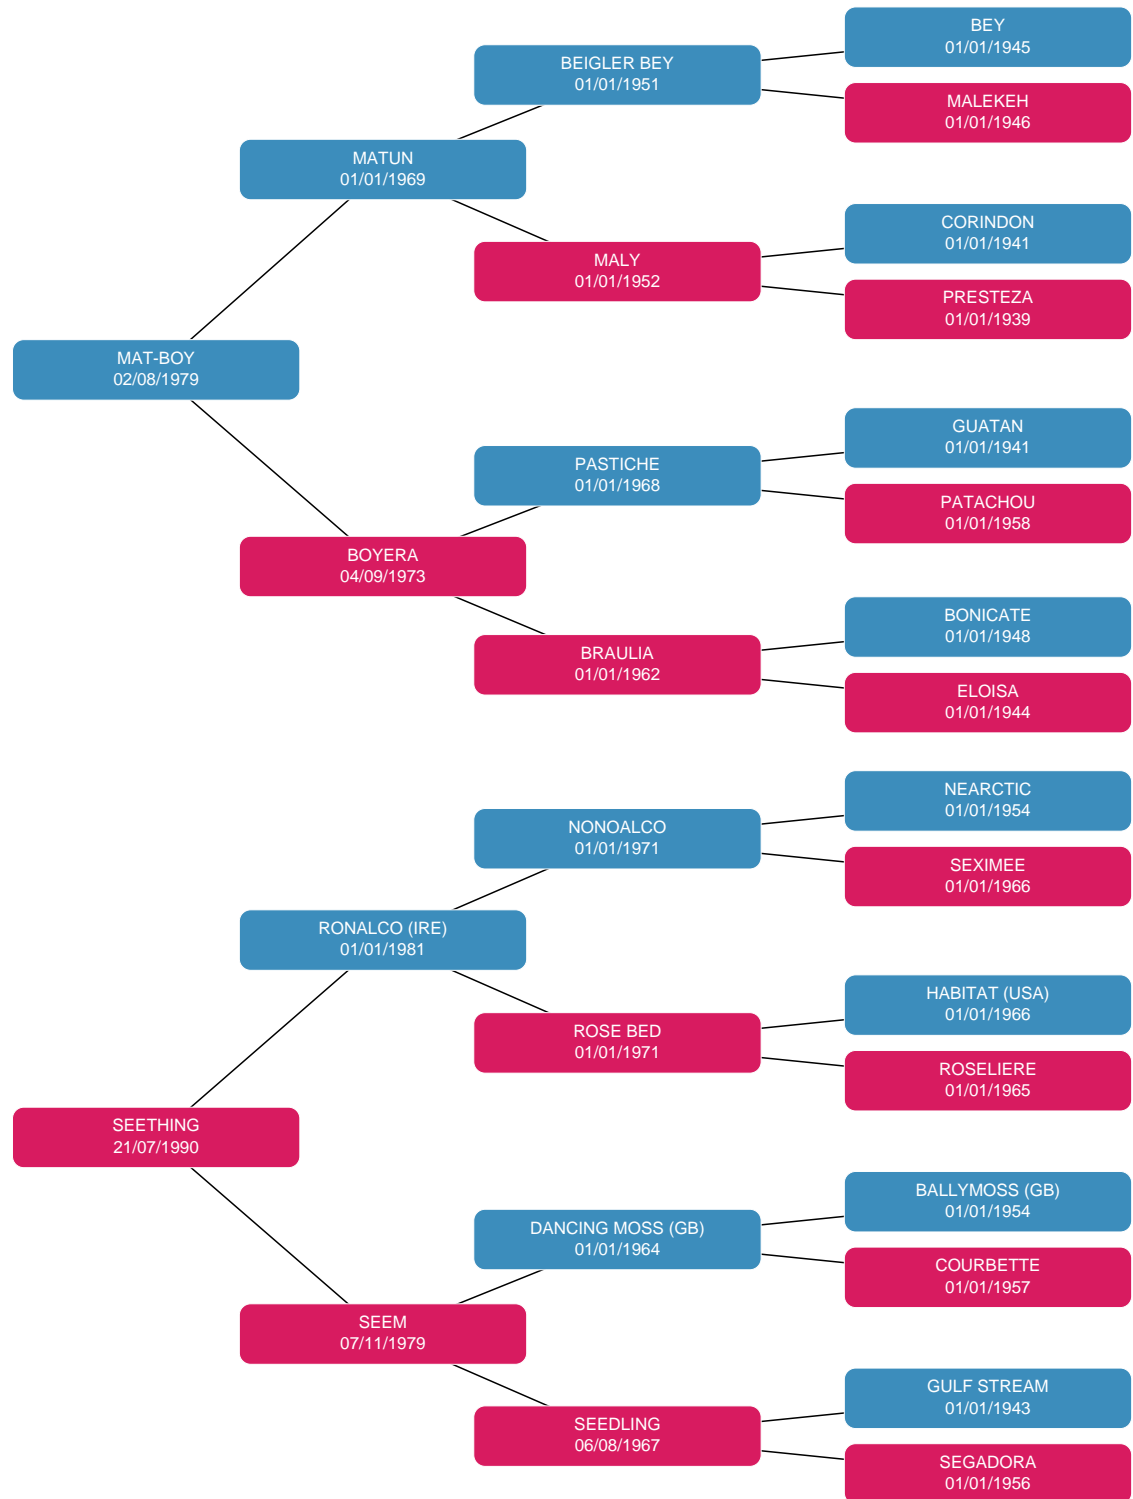 BEY
01/01/1945
BEIGLER BEY
01/01/1951
MALEKEH
01/01/1946
MATUN
01/01/1969
CORINDON
01/01/1941
MALY
01/01/1952
PRESTEZA
01/01/1939
MAT-BOY
02/08/1979
GUATAN
01/01/1941
PASTICHE
01/01/1968
PATACHOU
01/01/1958
BOYERA
04/09/1973
BONICATE
01/01/1948
BRAULIA
01/01/1962
ELOISA
01/01/1944
NEARCTIC
01/01/1954
NONOALCO
01/01/1971
SEXIMEE
01/01/1966
RONALCO (IRE)
01/01/1981
HABITAT (USA)
01/01/1966
ROSE BED
01/01/1971
ROSELIERE
01/01/1965
SEETHING
21/07/1990
BALLYMOSS (GB)
01/01/1954
DANCING MOSS (GB)
01/01/1964
COURBETTE
01/01/1957
SEEM
07/11/1979
GULF STREAM
01/01/1943
SEEDLING
06/08/1967
SEGADORA
01/01/1956